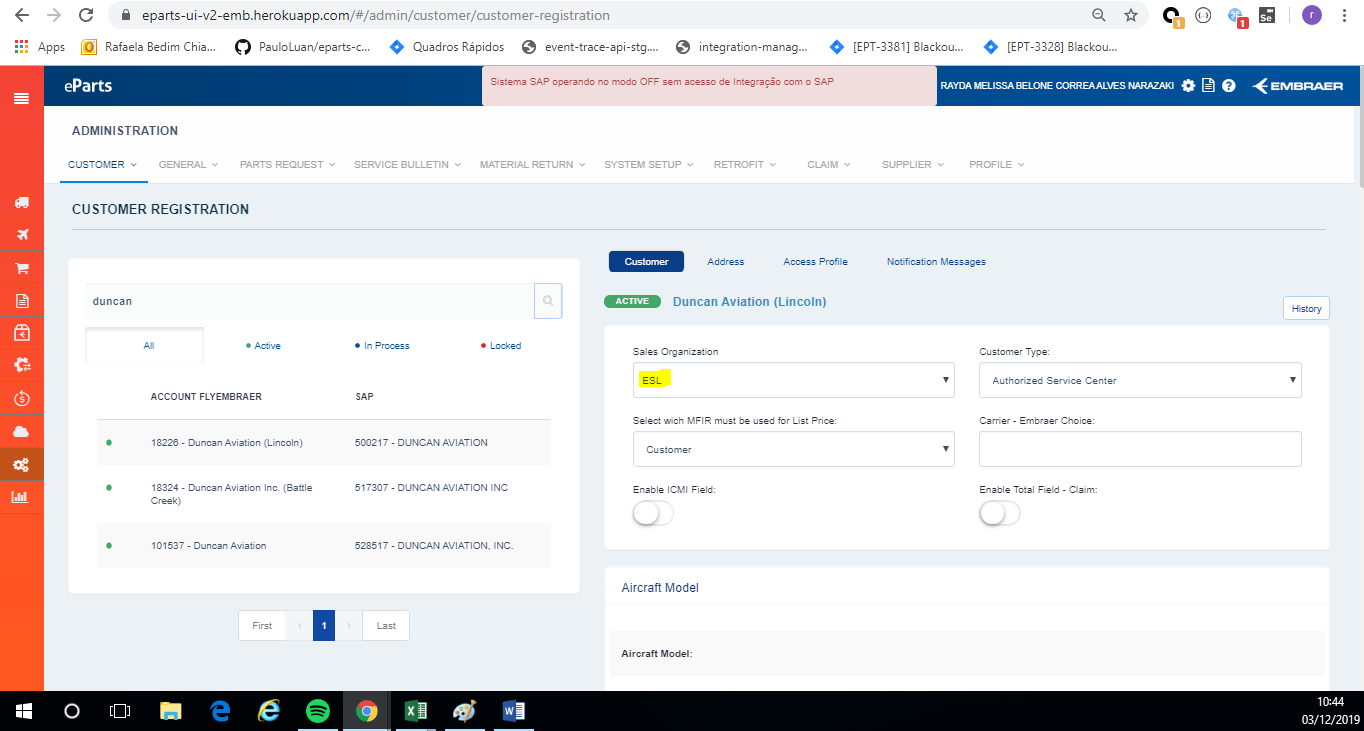 eparts-ui-v2-emb.herokuapp.com/#/admin/customer/customer-registration
Apps
Rafaela Bedim Chia...
PauloLuan/eparts-c...
Quadros Rápidos
event-trace-api-stg....
integration-manag...
[EPT-3381] Blackou...
[EPT-3328] Blackou...
1
1
Se
r
eParts
Sistema SAP operando no modo OFF sem acesso de Integração com o SAP
RAYDA MELISSA BELONE CORREA ALVES NARAZAKI
EMBRAER
ADMINISTRATION
CUSTOMER
GENERAL
PARTS REQUEST
SERVICE BULLETIN
MATERIAL RETURN
SYSTEM SETUP
RETROFIT
CLAIM
SUPPLIER
PROFILE
CUSTOMER REGISTRATION
duncan
All
Active
In Process
Locked
ACCOUNT FLYEMBRAER
SAP
18226 - Duncan Aviation (Lincoln)
500217 - DUNCAN AVIATION
18324 - Duncan Aviation Inc. (Battle
Creek)
517307 - DUNCAN AVIATION INC
101537 - Duncan Aviation
528517 - DUNCAN AVIATION, INC.
First
‹
1
›
Last
Customer
Address
Access Profile
Notification Messages
ACTIVE
Duncan Aviation (Lincoln)
History
Sales Organization
ESL
Customer Type:
Authorized Service Center
Select wich MFIR must be used for List Price:
Customer
Carrier - Embraer Choice:
Enable ICMI Field:
Enable Total Field - Claim:
Aircraft Model
Aircraft Model:
10:44
03/12/2019